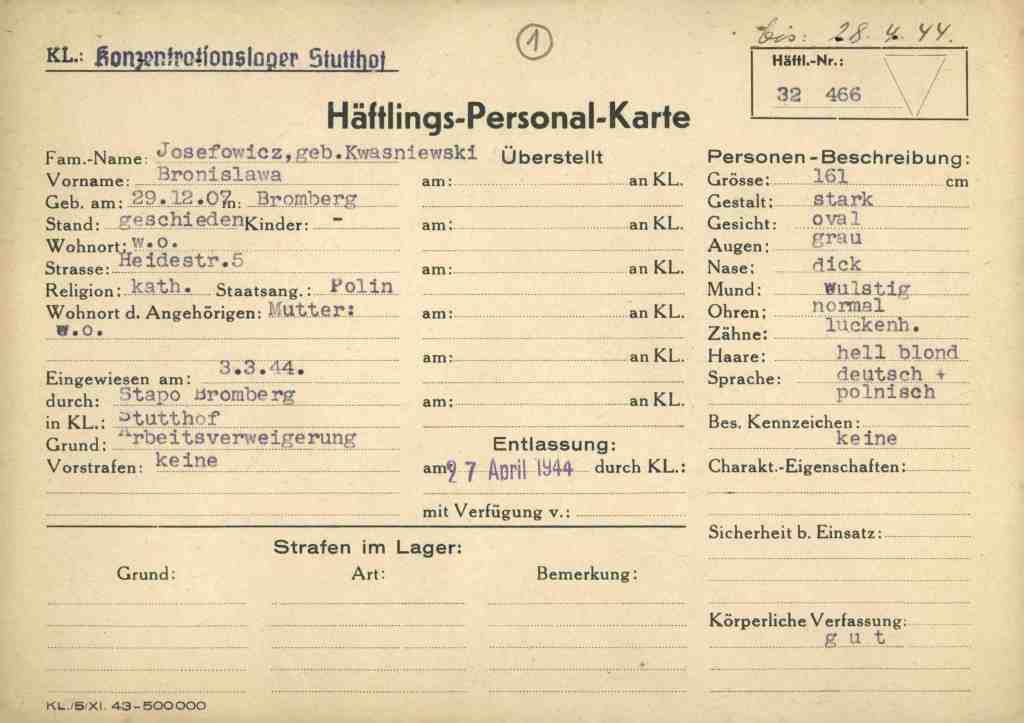 bis: 28. 4. 44.
①
KL.: Konzentrationslager Stutthof
Häftl.-Nr.:
32 466
Häftlings-Personal-Karte
Fam.-Name: Josefowicz, geb. Kwasniewski
Vorname: Bronislawa
Geb. am: 29.12.07 in: Bromberg
Stand: geschieden Kinder: -
Wohnort: w.o.
Strasse: Heidestr.5
Religion: kath. Staatsang.: Polin
Wohnort d. Angehörigen: Mutter:
w.o.
Eingewiesen am: 3.3.44.
durch: Stapo Bromberg
in KL.: Stutthof
Grund: Arbeitsverweigerung
Vorstrafen: keine
Überstellt
am: an KL.
am: an KL.
am: an KL.
am: an KL.
am: an KL.
am: an KL.
Entlassung:
am 27 April 1944 durch KL.:
mit Verfügung v.:
Personen-Beschreibung:
Grösse: 161 cm
Gestalt: stark
Gesicht: oval
Augen: grau
Nase: dick
Mund: wulstig
Ohren: normal
Zähne: lückenh.
Haare: hell blond
Sprache: deutsch +
polnisch
Bes. Kennzeichen:
keine
Charakt.-Eigenschaften:
Sicherheit b. Einsatz:
Körperliche Verfassung:
gut
Strafen im Lager:
Grund: Art: Bemerkung:
KL./5/XI. 43-500000